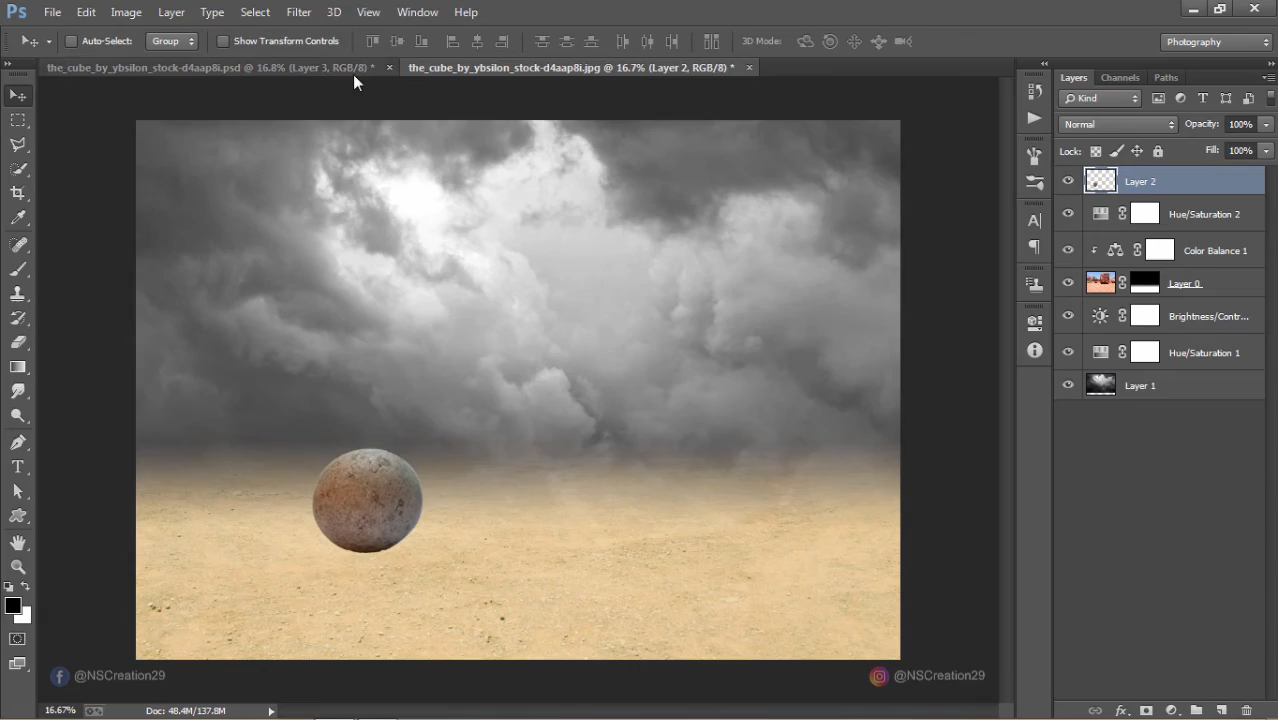 Ps File Edit Image Layer Type Select Filter 3D View Window Help
Auto-Select: Group Show Transform Controls 3D Mode: Photography
the_cube_by_ybsilon_stock-d4aap8i.psd @ 16.8% (Layer 3, RGB/8) * the_cube_by_ybsilon_stock-d4aap8i.jpg @ 16.7% (Layer 2, RGB/8) *
Layers Channels Paths
Kind
Normal Opacity: 100%
Lock: Fill: 100%
Layer 2
Hue/Saturation 2
Color Balance 1
Layer 0
Brightness/Contr...
Hue/Saturation 1
Layer 1
@NSCreation29 @NSCreation29
16.67% Doc: 48.4M/137.8M